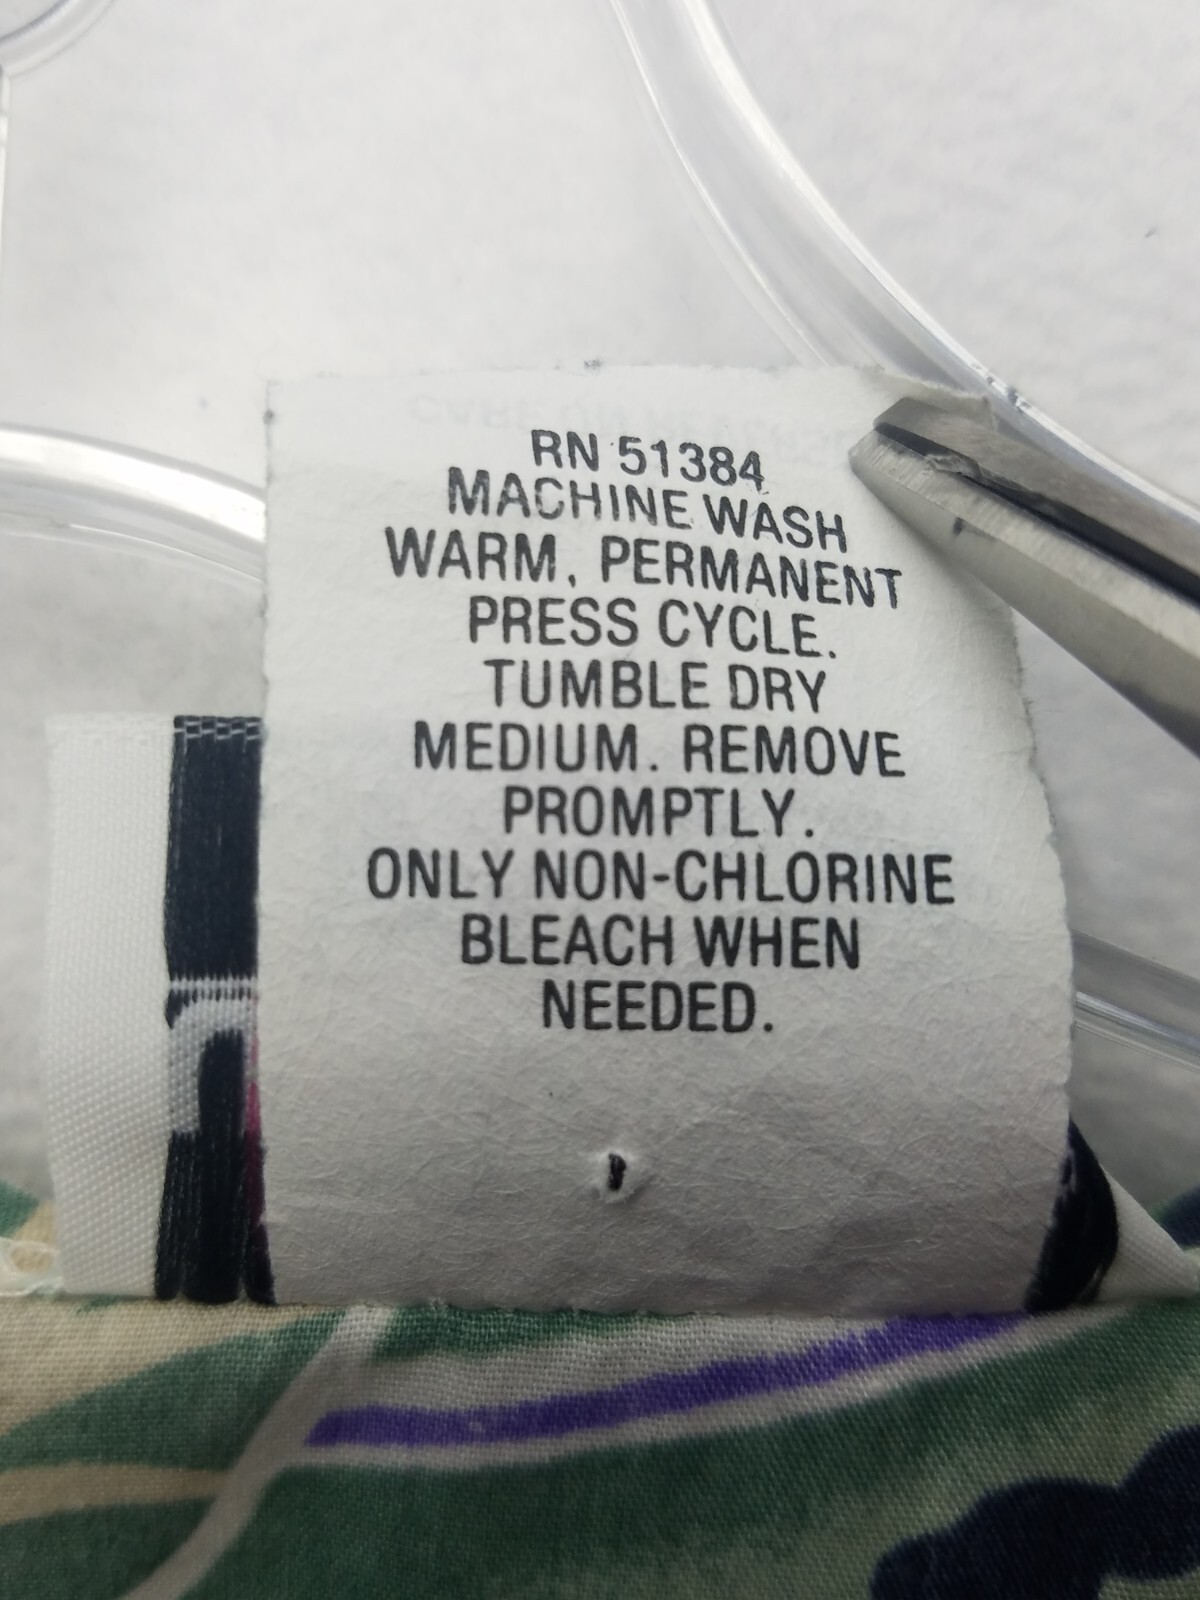 RN 51384
MACHINE WASH
WARM, PERMANENT
PRESS CYCLE.
TUMBLE DRY
MEDIUM. REMOVE
PROMPTLY.
ONLY NON-CHLORINE
BLEACH WHEN
NEEDED.